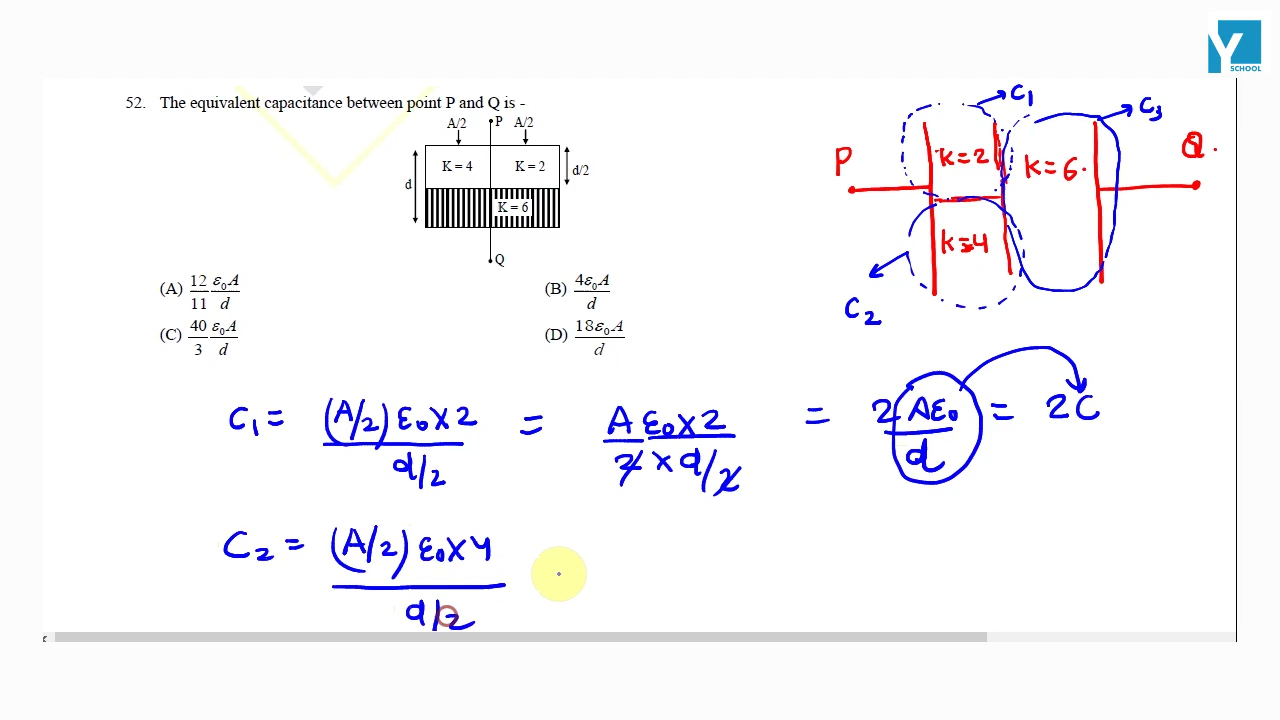 Y
SCHOOL
52. The equivalent capacitance between point P and Q is -
A/2 P A/2
K = 4 K = 2
d d/2
K = 6
Q
(A) 12/11 ε₀A/d
(B) 4ε₀A/d
(C) 40/3 ε₀A/d
(D) 18ε₀A/d
C₁ C₃
P K=2 K=6. Q.
K=4
C₂
C₁ = (A/2) ε₀ × 2 / d/2 = A ε₀ × 2 / 2 × d/2 = 2 Aε₀ / d = 2C
C₂ = (A/2) ε₀ × 4 / d/2